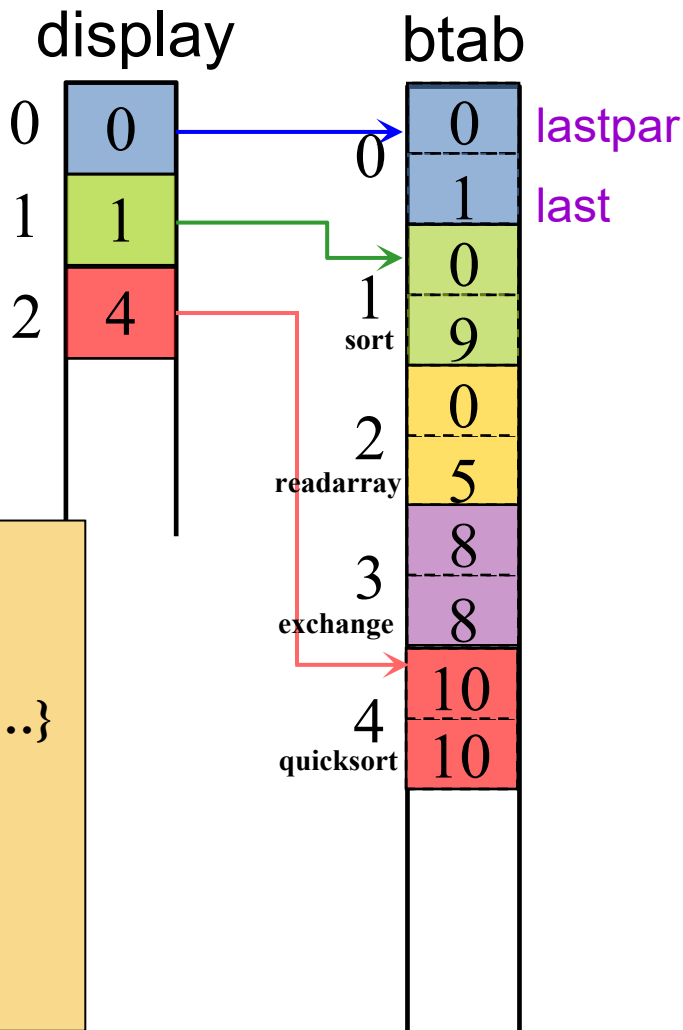 display btab
0 0 0 lastpar
0
1 last
1 1 0
1
2 4 sort 9
0
2
readarray 5
8
3
exchange 8
10
..}
4
quicksort 10